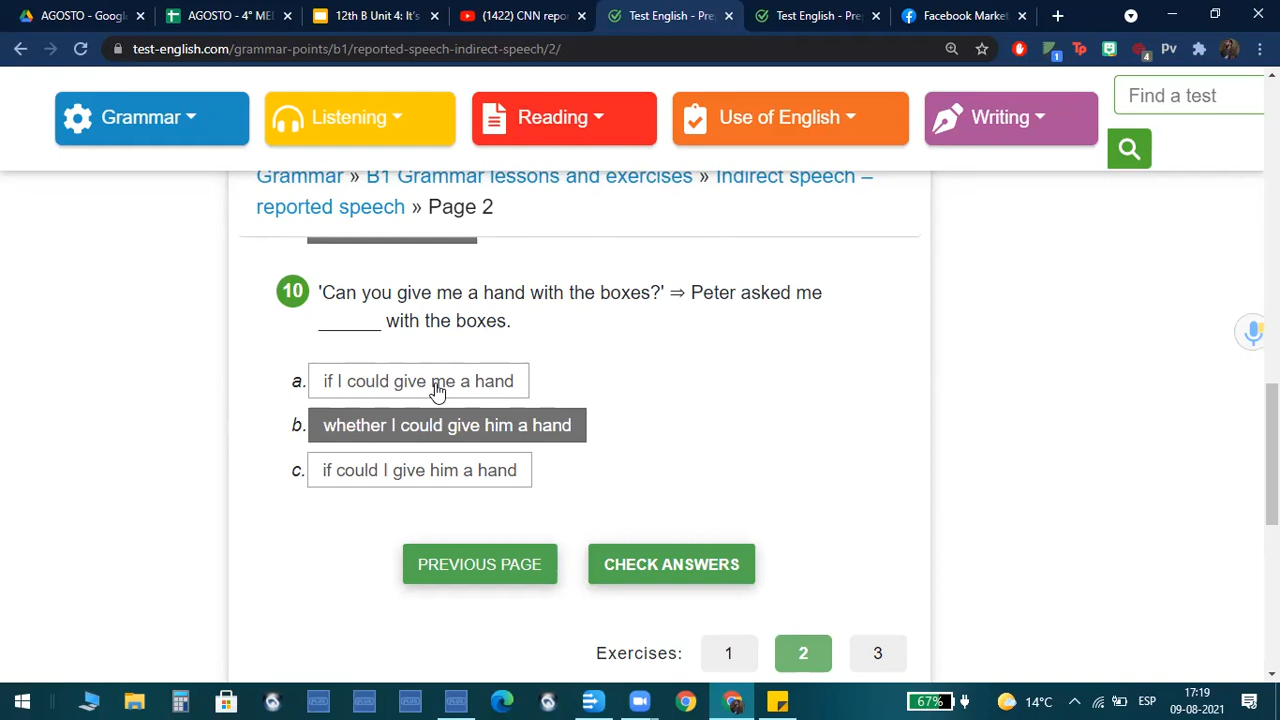 AGOSTO - Googl
AGOSTO - 4° ME
12th B Unit 4: It's
(1422) CNN repor
Test English - Pre
Test English - Pre
Facebook Market
test-english.com/grammar-points/b1/reported-speech-indirect-speech/2/
1
Tp
4
Pv
Grammar
Listening
Reading
Use of English
Writing
Find a test
Grammar » B1 Grammar lessons and exercises » Indirect speech –
reported speech » Page 2
10 'Can you give me a hand with the boxes?' ⇒ Peter asked me
_______ with the boxes.
a. if I could give me a hand
b. whether I could give him a hand
c. if could I give him a hand
PREVIOUS PAGE
CHECK ANSWERS
Exercises: 1 2 3
67%
14°C
ESP
17:19
09-08-2021